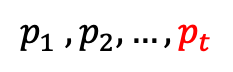 p₁ , p₂, …, pₜ